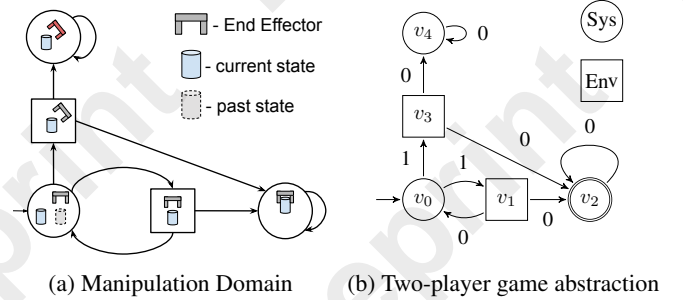 - End Effector
- current state
- past state
(a) Manipulation Domain
Sys
Env
v4
0
0
v3
1
0
0
v0
1
v1
0
v2
0
(b) Two-player game abstraction
preprint